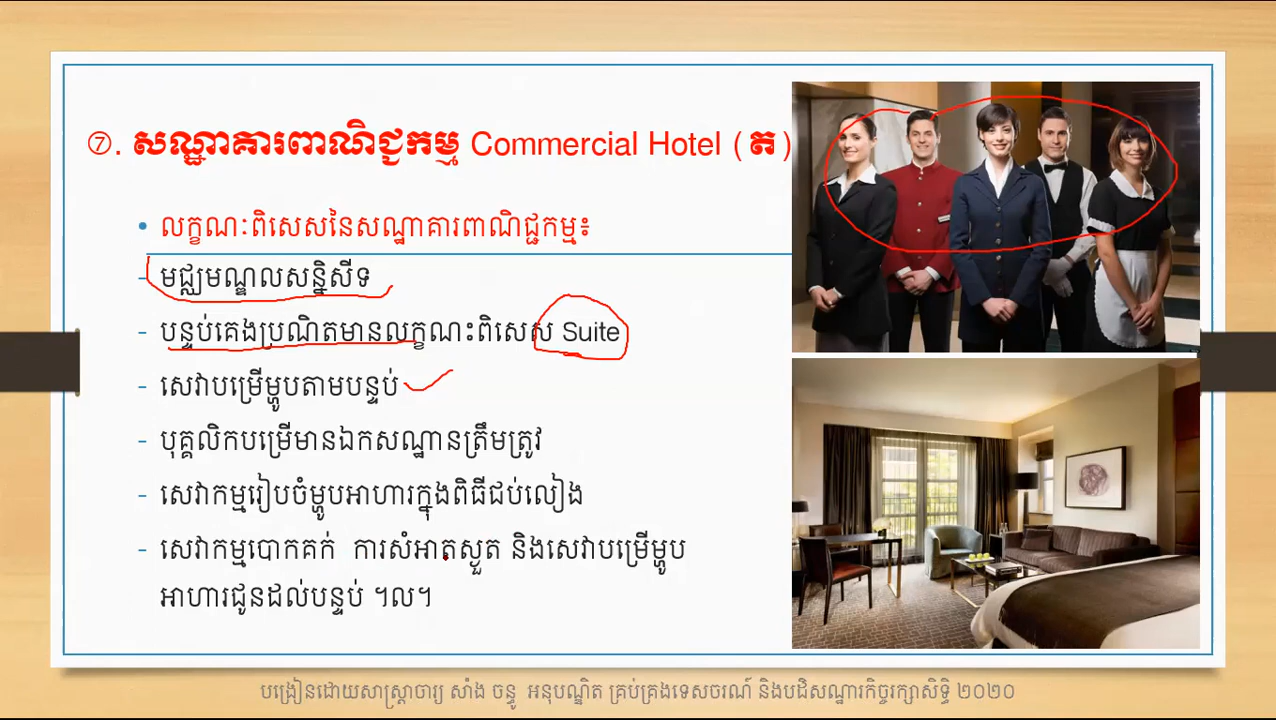 ⑦. សណ្ឋាគារពាណិជ្ជកម្ម Commercial Hotel (ត)
• លក្ខណៈពិសេសនៃសណ្ឋាគារពាណិជ្ជកម្ម៖
- មជ្ឈមណ្ឌលសន្និសីទ
- បន្ទប់គេងប្រណិតមានលក្ខណះពិសេស Suite
- សេវាបម្រើម្ហូបតាមបន្ទប់
- បុគ្គលិកបម្រើមានឯកសណ្ឋានត្រឹមត្រូវ
- សេវាកម្មរៀបចំម្ហូបអាហារក្នុងពិធីជប់លៀង
- សេវាកម្មបោកគក់ ការសំអាតស្ងួត និងសេវាបម្រើម្ហូប
អាហារជូនដល់បន្ទប់ ។ល។
បង្រៀនដោយសាស្ត្រាចារ្យ សាំង ចន្ធូ អនុបណ្ឌិត គ្រប់គ្រងទេសចរណ៍ និងបដិសណ្ឋារកិច្ចរក្សាសិទ្ធិ ២០២០